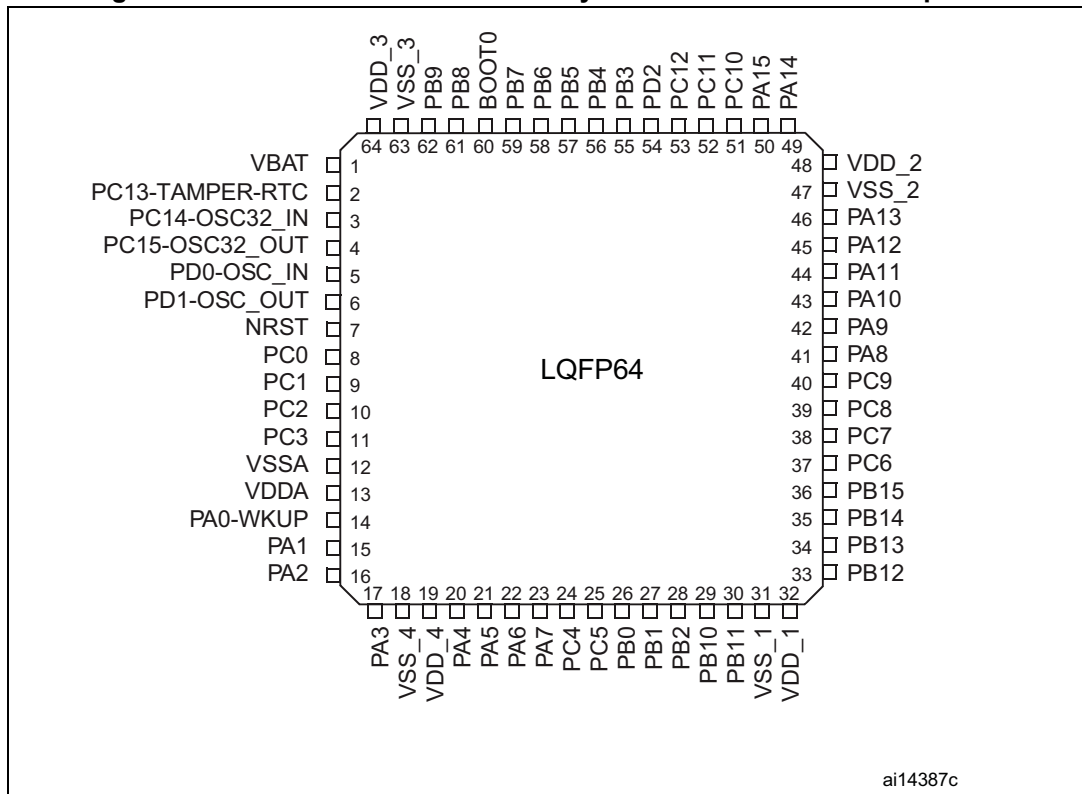 VDD_3
VSS_3
PB9
PB8
BOOT0
PB7
PB6
PB5
PB4
PB3
PD2
PC12
PC11
PC10
PA15
PA14
64 63 62 61 60 59 58 57 56 55 54 53 52 51 50 49
VBAT 1
PC13-TAMPER-RTC 2
PC14-OSC32_IN 3
PC15-OSC32_OUT 4
PD0-OSC_IN 5
PD1-OSC_OUT 6
NRST 7
PC0 8
PC1 9
PC2 10
PC3 11
VSSA 12
VDDA 13
PA0-WKUP 14
PA1 15
PA2 16
LQFP64
48 VDD_2
47 VSS_2
46 PA13
45 PA12
44 PA11
43 PA10
42 PA9
41 PA8
40 PC9
39 PC8
38 PC7
37 PC6
36 PB15
35 PB14
34 PB13
33 PB12
17 18 19 20 21 22 23 24 25 26 27 28 29 30 31 32
PA3
VSS_4
VDD_4
PA4
PA5
PA6
PA7
PC4
PC5
PB0
PB1
PB2
PB10
PB11
VSS_1
VDD_1
ai14387c